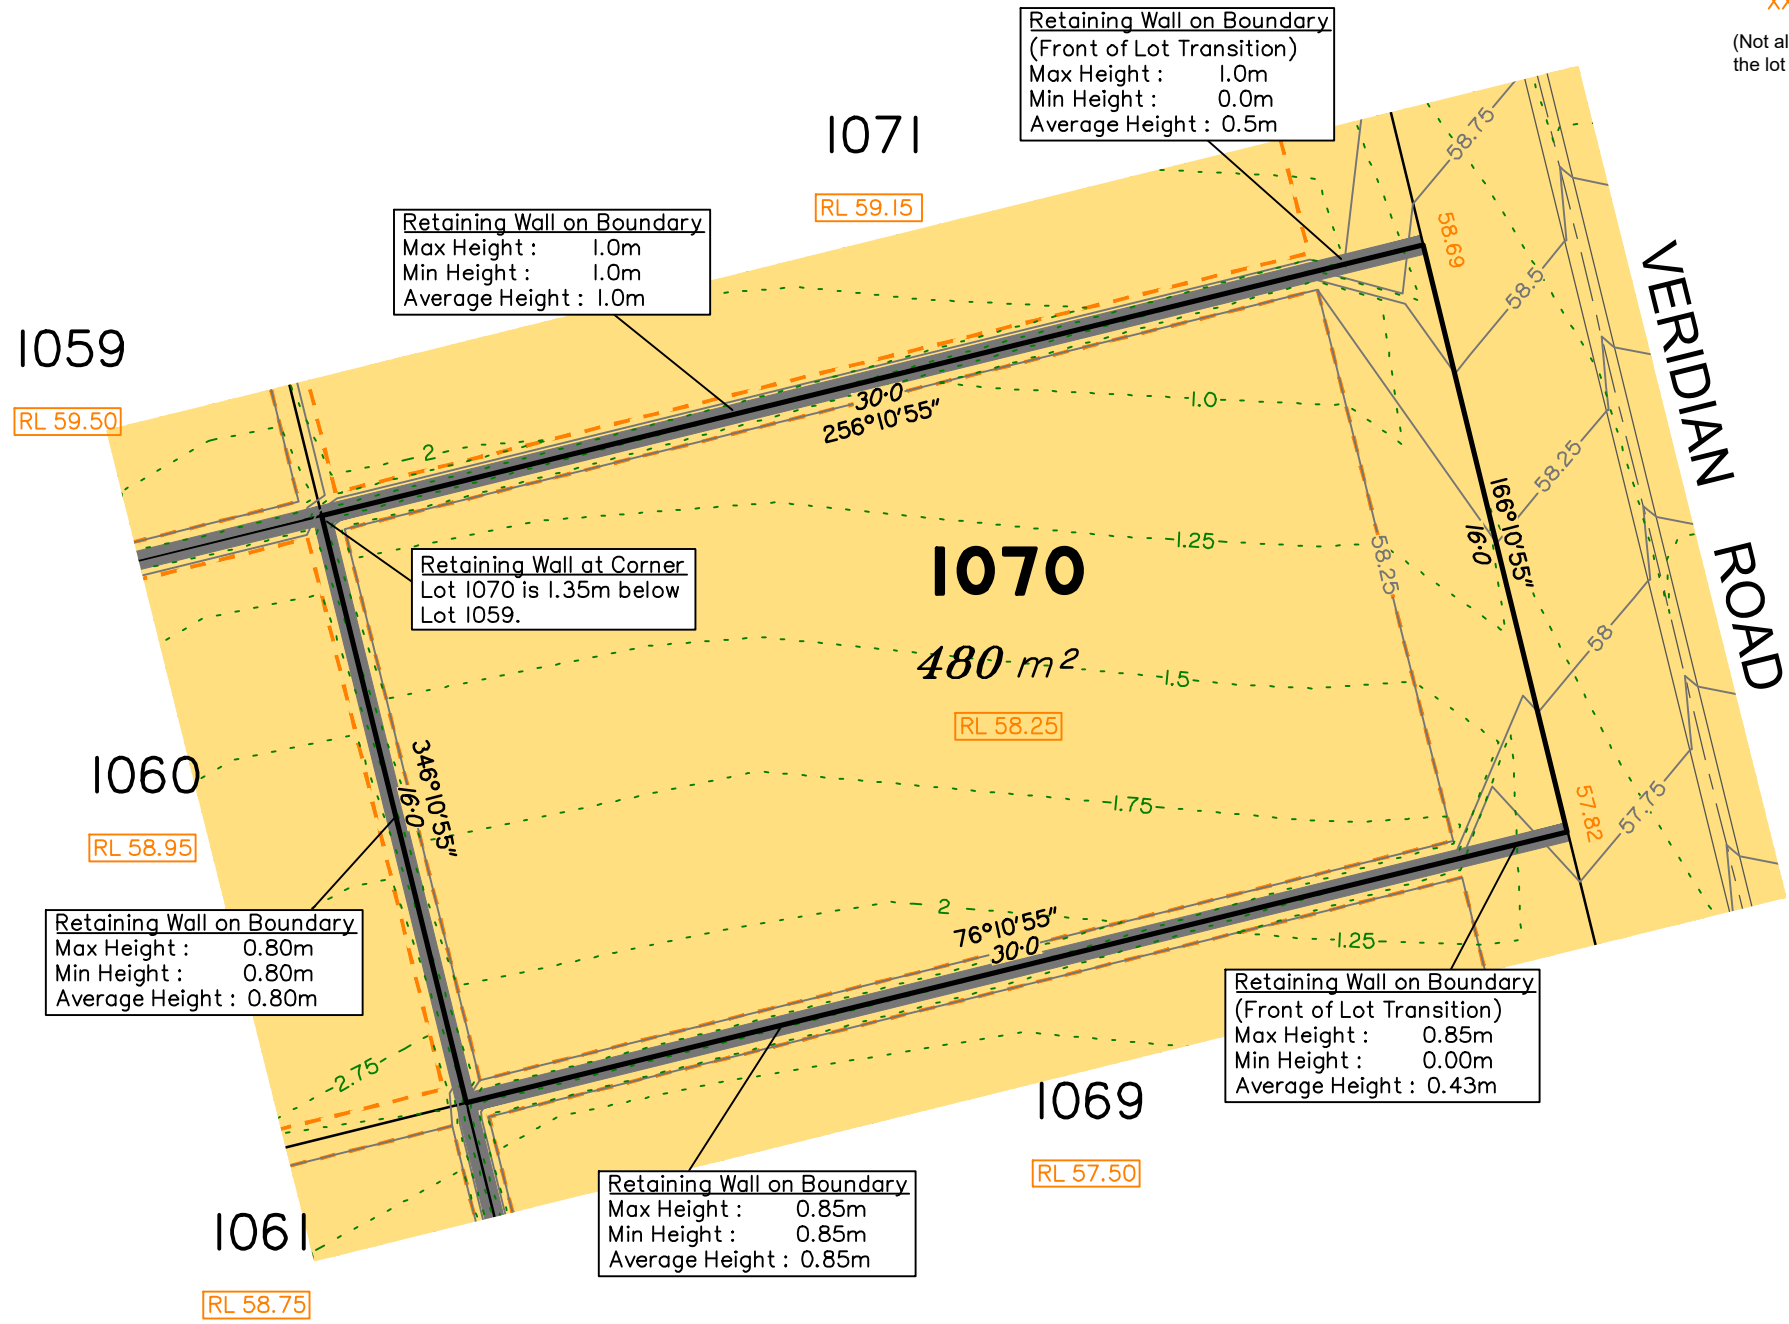 XX
(Not al
the lot
Retaining Wall on Boundary
(Front of Lot Transition)
Max Height : 1.0m
Min Height : 0.0m
Average Height : 0.5m
1071
RL 59.15
Retaining Wall on Boundary
Max Height : 1.0m
Min Height : 1.0m
Average Height : 1.0m
1059
RL 59.50
58.75
58.69
58.5
58.25
58
57.75
57.82
VERIDIAN ROAD
2
30·0
256°10'55"
1.0
Retaining Wall at Corner
Lot 1070 is 1.35m below
Lot 1059.
1070
480 m²
RL 58.25
1.25
58.25
166°10'55"
16·0
1.5
1.75
346°10'55"
16·0
1060
RL 58.95
Retaining Wall on Boundary
Max Height : 0.80m
Min Height : 0.80m
Average Height : 0.80m
2
76°10'55"
30·0
1.25
Retaining Wall on Boundary
(Front of Lot Transition)
Max Height : 0.85m
Min Height : 0.00m
Average Height : 0.43m
-2.75
1069
RL 57.50
Retaining Wall on Boundary
Max Height : 0.85m
Min Height : 0.85m
Average Height : 0.85m
1061
RL 58.75